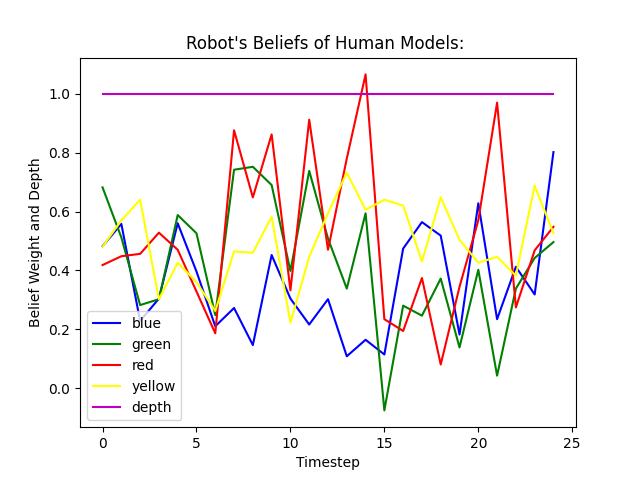 Robot's Beliefs of Human Models:
Belief Weight and Depth
1.0
0.8
0.6
0.4
0.2
0.0
blue
green
red
yellow
depth
0 5 10 15 20 25
Timestep